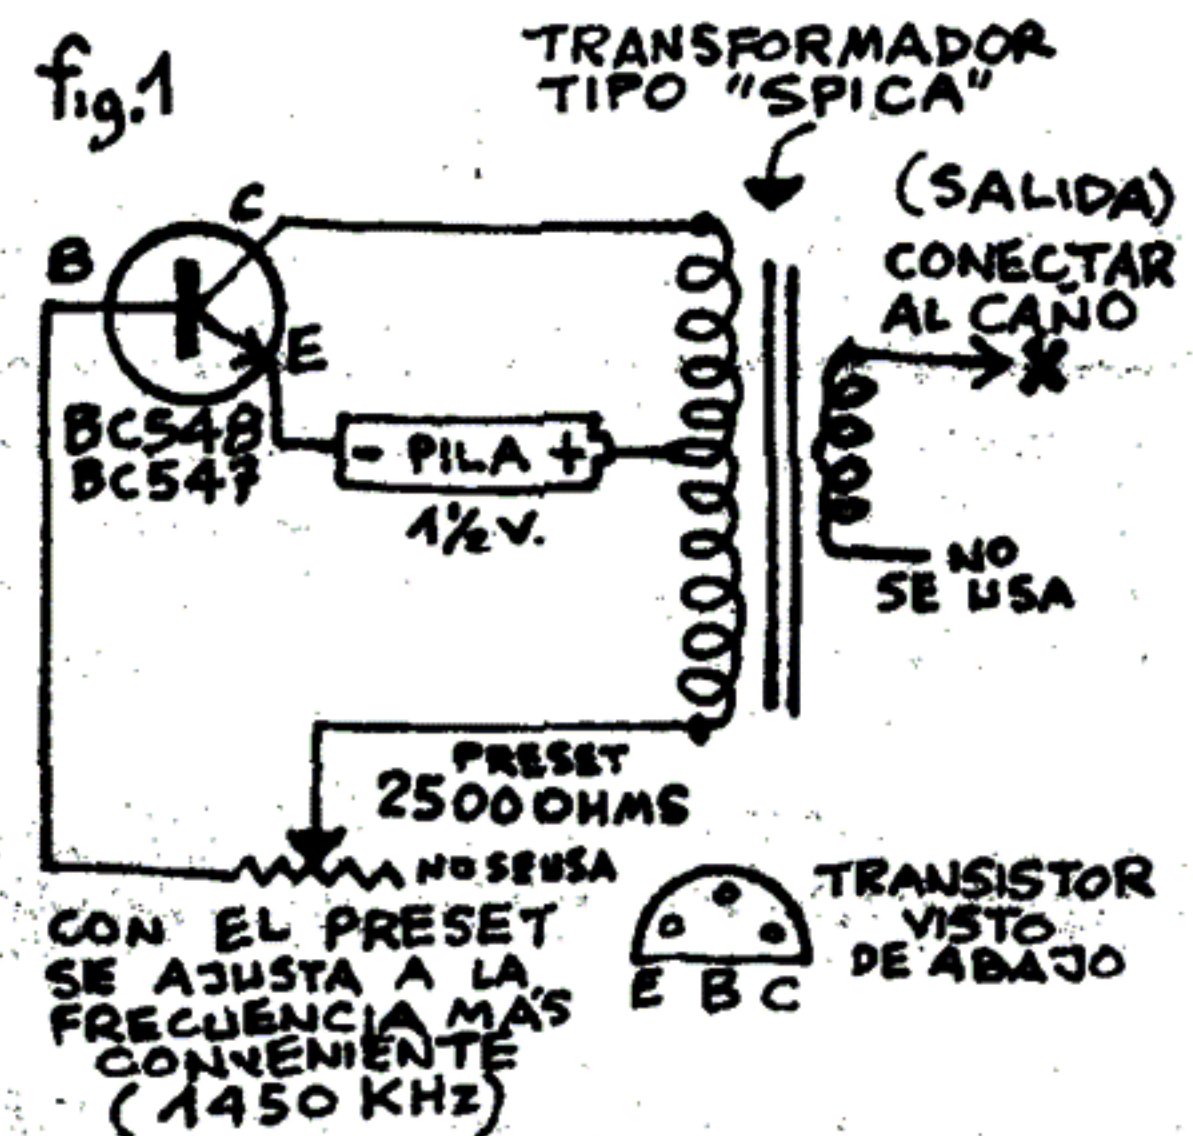 fig.1
TRANSFORMADOR
TIPO "SPICA"
(SALIDA)
CONECTAR
AL CAÑO
C
B
E
X
BC548
BC547
- PILA +
1½ V.
NO
SE USA
PRESET
2500 OHMS
NO SE USA
CON EL PRESET
SE AJUSTA A LA
FRECUENCIA MÁS
CONVENIENTE
(1450 KHz)
TRANSISTOR
VISTO
DE ABAJO
E B C